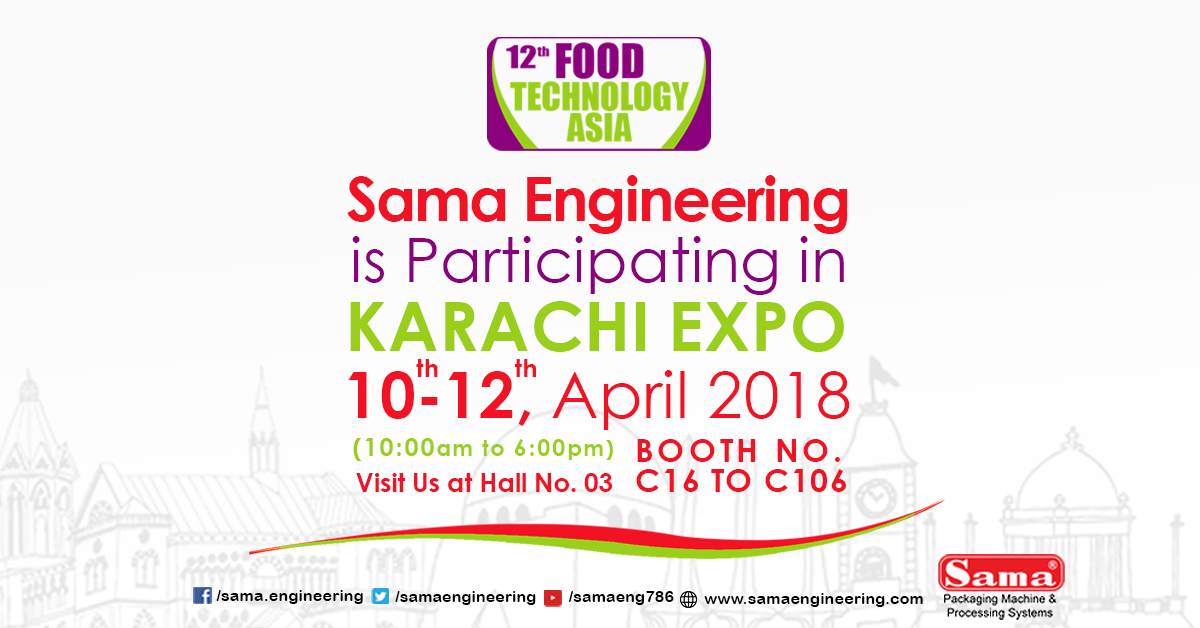 12th FOOD
TECHNOLOGY
ASIA
Sama Engineering
is Participating in
KARACHI EXPO
10th-12th, April 2018
(10:00am to 6:00pm)
Visit Us at Hall No. 03
BOOTH NO.
C16 TO C106
/sama.engineering /samaengineering /samaeng786 www.samaengineering.com
Sama®
Packaging Machine &
Processing Systems